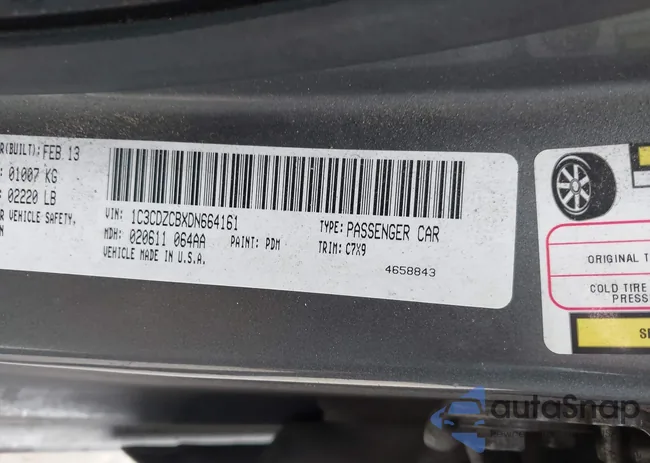 R(BUILT): FEB 13
: 01007 KG
: 02220 LB
R VEHICLE SAFETY,
N
VIN: 1C3CDZCBXDN664161
TYPE: PASSENGER CAR
MDH: 020611 064AA
PAINT: PDM
TRIM: C7X9
VEHICLE MADE IN U.S.A.
4658843
ORIGINAL T
COLD TIRE
PRESS
SE
autoSnap